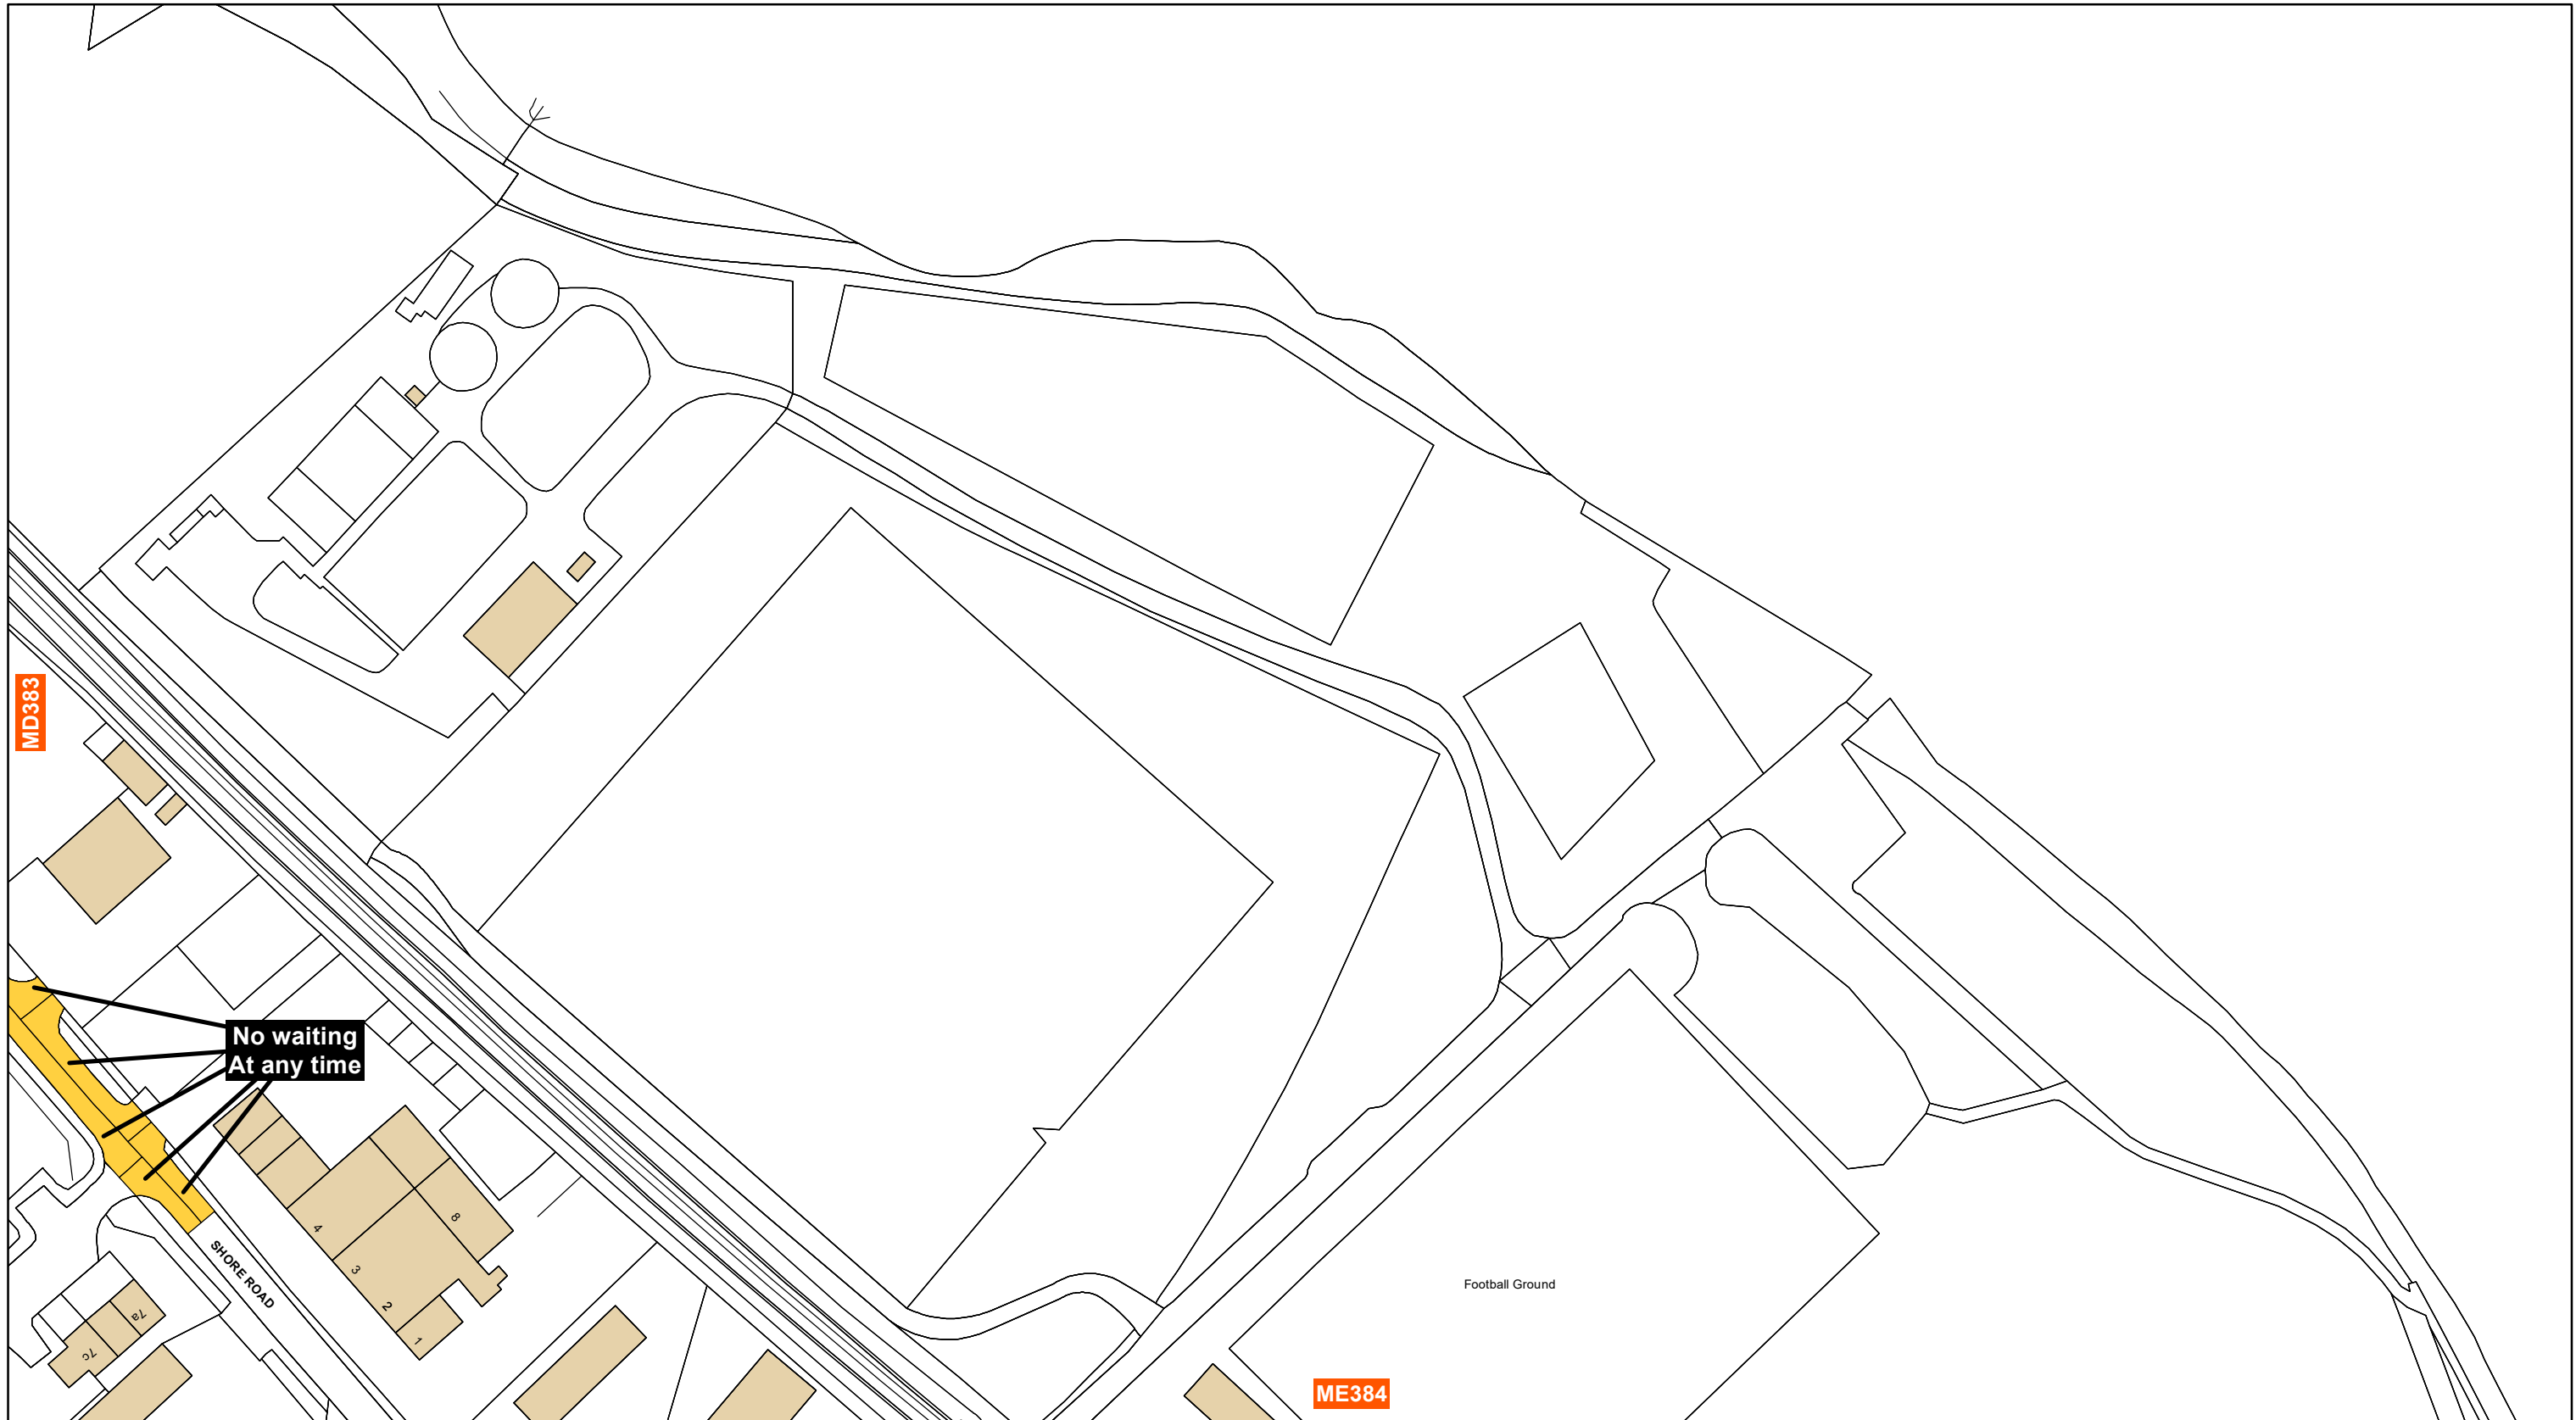 MD383
No waiting
At any time
4
8
3
2
1
SHORE ROAD
7a
7c
Football Ground
ME384